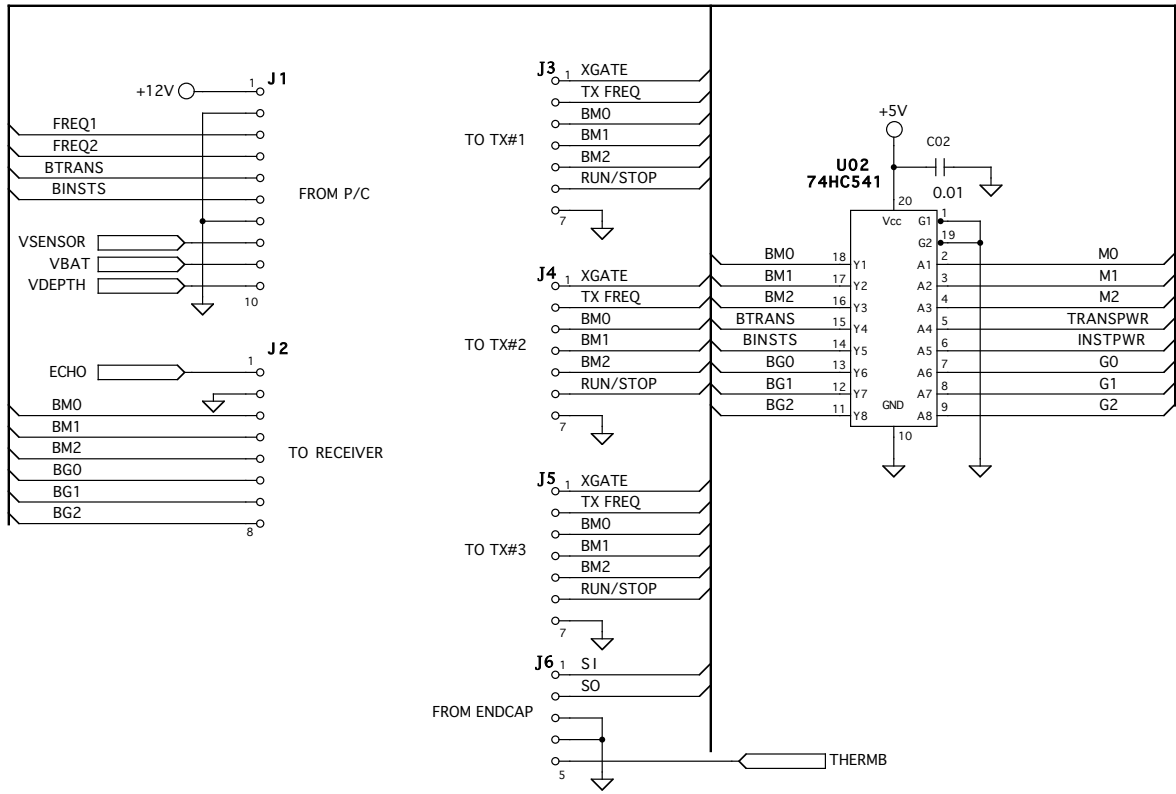 J1
1
+12V
FREQ1
FREQ2
BTRANS
BINSTS
FROM P/C
VSENSOR
VBAT
VDEPTH
10
J2
1
ECHO
BM0
BM1
BM2
TO RECEIVER
BG0
BG1
BG2
8
J3
1
XGATE
TX FREQ
BM0
TO TX#1
BM1
BM2
RUN/STOP
7
J4
1
XGATE
TX FREQ
BM0
TO TX#2
BM1
BM2
RUN/STOP
7
J5
1
XGATE
TX FREQ
BM0
TO TX#3
BM1
BM2
RUN/STOP
7
J6
1
SI
SO
FROM ENDCAP
5
THERMB
+5V
C02
0.01
U02
74HC541
20
Vcc G1 1
G2 19
BM0 18 Y1 A1 2 M0
BM1 17 Y2 A2 3 M1
BM2 16 Y3 A3 4 M2
BTRANS 15 Y4 A4 5 TRANSPWR
BINSTS 14 Y5 A5 6 INSTPWR
BG0 13 Y6 A6 7 G0
BG1 12 Y7 A7 8 G1
BG2 11 Y8 GND A8 9 G2
10